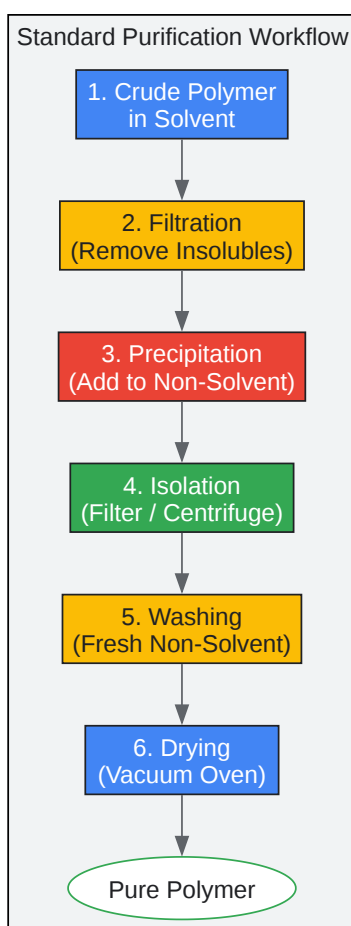 Standard Purification Workflow
1. Crude Polymer
in Solvent
2. Filtration
(Remove Insolubles)
3. Precipitation
(Add to Non-Solvent)
4. Isolation
(Filter / Centrifuge)
5. Washing
(Fresh Non-Solvent)
6. Drying
(Vacuum Oven)
Pure Polymer